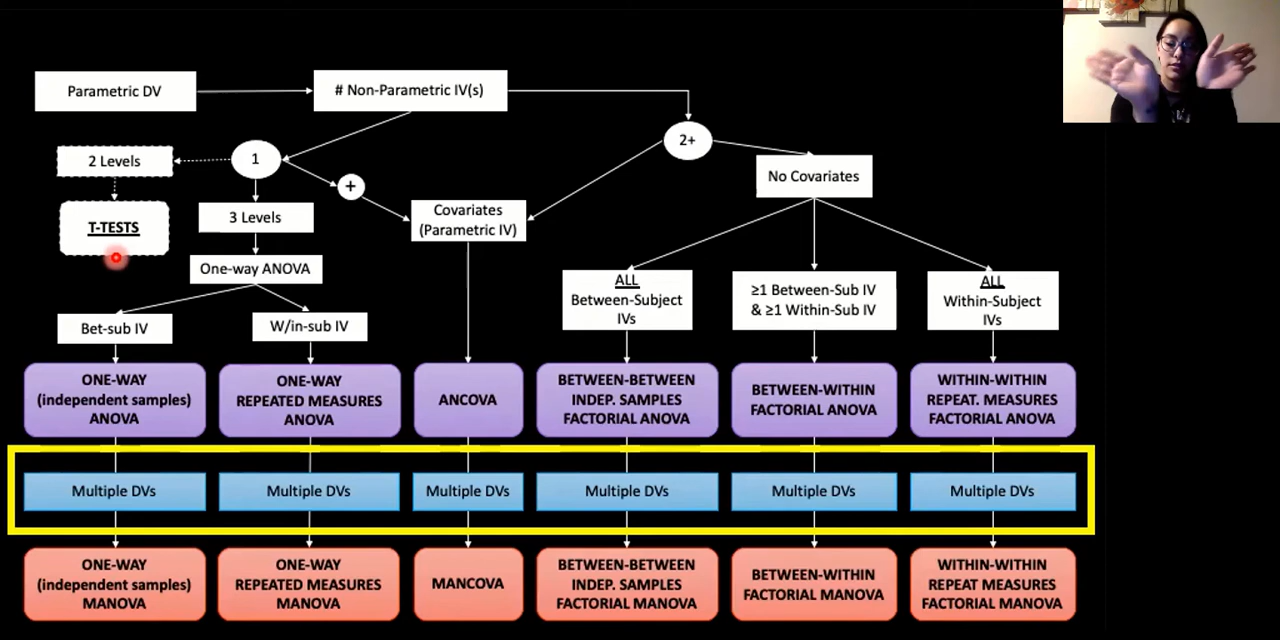 Parametric DV
# Non-Parametric IV(s)
2 Levels
1
+
2+
No Covariates
T-TESTS
3 Levels
Covariates
(Parametric IV)
One-way ANOVA
ALL
Between-Subject
IVs
≥1 Between-Sub IV
& ≥1 Within-Sub IV
ALL
Within-Subject
IVs
Bet-sub IV
W/in-sub IV
ONE-WAY
(independent samples)
ANOVA
ONE-WAY
REPEATED MEASURES
ANOVA
ANCOVA
BETWEEN-BETWEEN
INDEP. SAMPLES
FACTORIAL ANOVA
BETWEEN-WITHIN
FACTORIAL ANOVA
WITHIN-WITHIN
REPEAT. MEASURES
FACTORIAL ANOVA
Multiple DVs
Multiple DVs
Multiple DVs
Multiple DVs
Multiple DVs
Multiple DVs
ONE-WAY
(independent samples)
MANOVA
ONE-WAY
REPEATED MEASURES
MANOVA
MANCOVA
BETWEEN-BETWEEN
INDEP. SAMPLES
FACTORIAL MANOVA
BETWEEN-WITHIN
FACTORIAL MANOVA
WITHIN-WITHIN
REPEAT MEASURES
FACTORIAL MANOVA